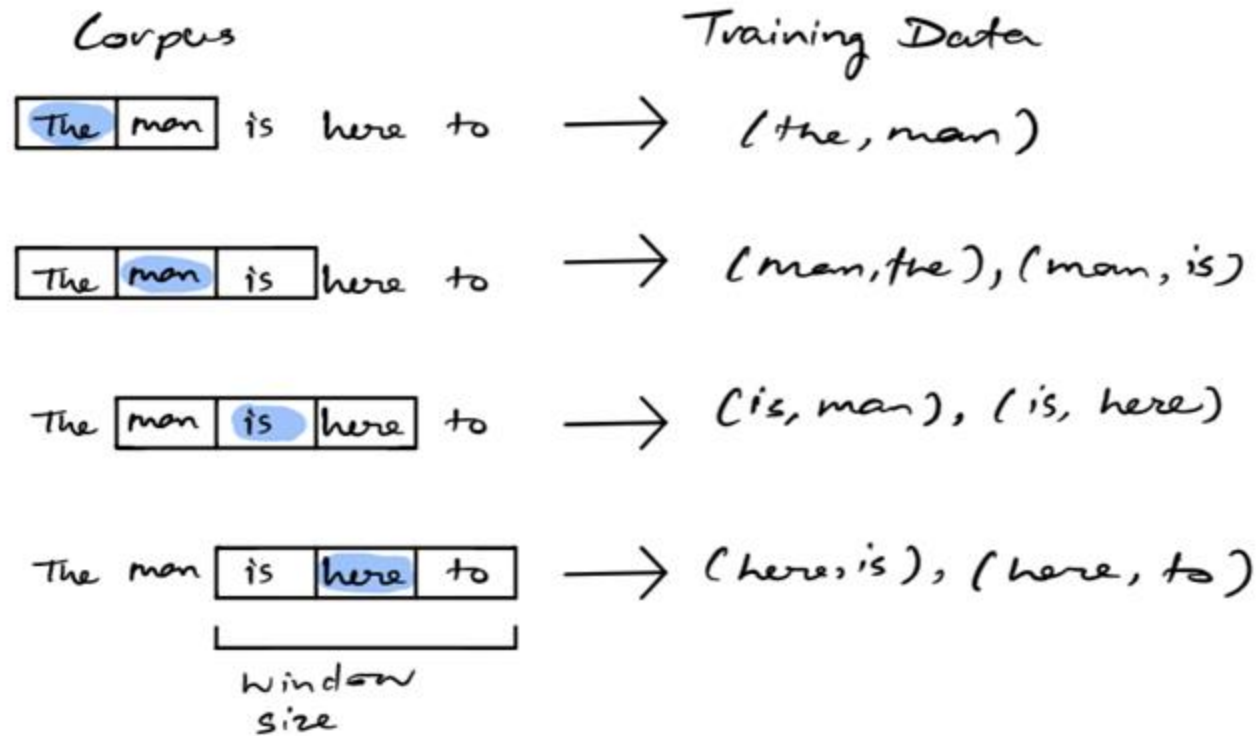 Corpus Training Data
The man is here to (the, man)
The man is here to (man, the), (man, is)
The man is here to (is, man), (is, here)
The man is here to (here, is), (here, to)
window
size